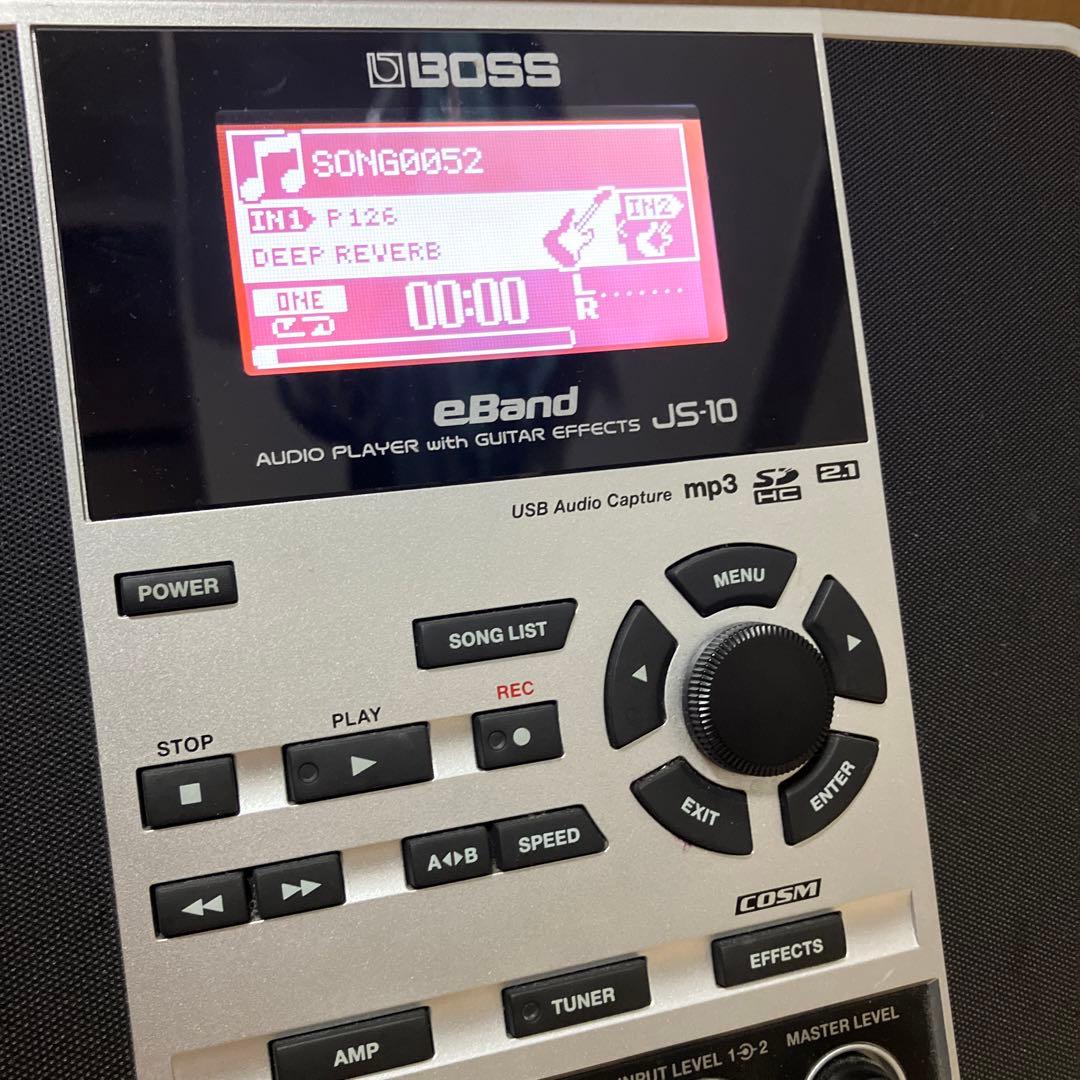 BOSS
SONG0052
IN1 P126
IN2
DEEP REVERB
ONE 00:00
L
R
eBand
AUDIO PLAYER with GUITAR EFFECTS JS-10
USB Audio Capture mp3 SD HC 2.1
POWER
MENU
SONG LIST
REC
PLAY
STOP
EXIT
ENTER
A B
SPEED
COSM
EFFECTS
TUNER
AMP
INPUT LEVEL 1 2
MASTER LEVEL